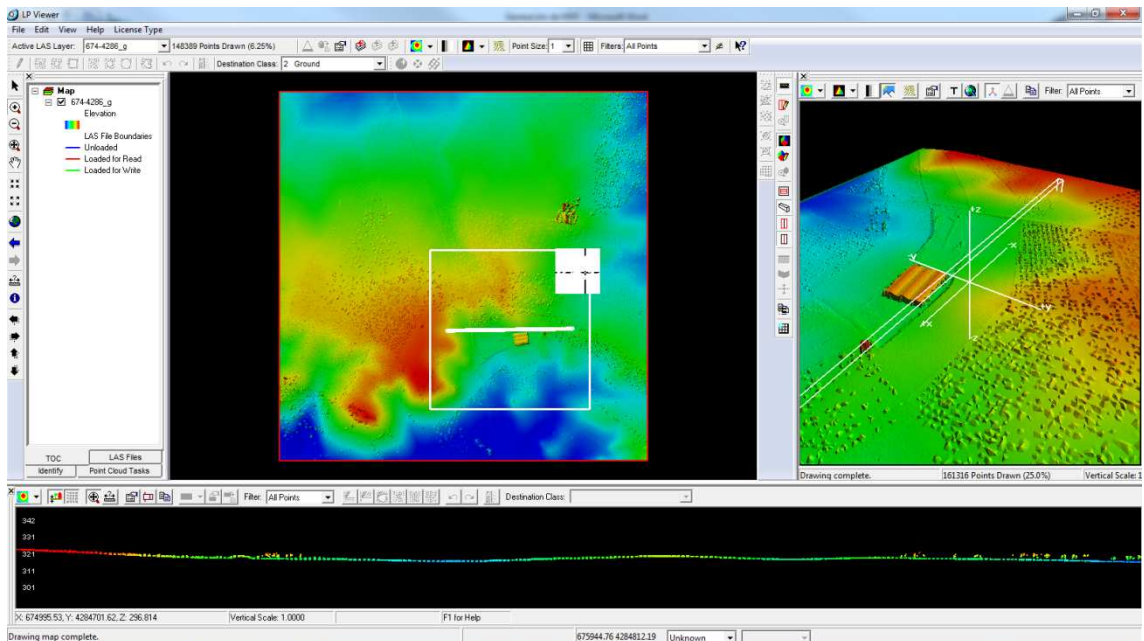 LP Viewer
File Edit View Help License Type
Active LAS Layer: 674-4286_g 148389 Points Drawn (6.25%) Point Size: 1 Filters: All Points
Destination Class: 2 Ground
Map
674-4286_g
Elevation
LAS File Boundaries
Unloaded
Loaded for Read
Loaded for Write
TOC LAS Files
Identify Point Cloud Tasks
Filter: All Points
+z
-x
-y
+y
+x
-z
Drawing complete. 161316 Points Drawn (25.0%) Vertical Scale: 1
Filter: All Points Destination Class:
342
331
321
311
301
X: 674995.53, Y: 4284701.62, Z: 296.814 Vertical Scale: 1.0000 F1 for Help
Drawing map complete. 675944.76 4284812.19 Unknown